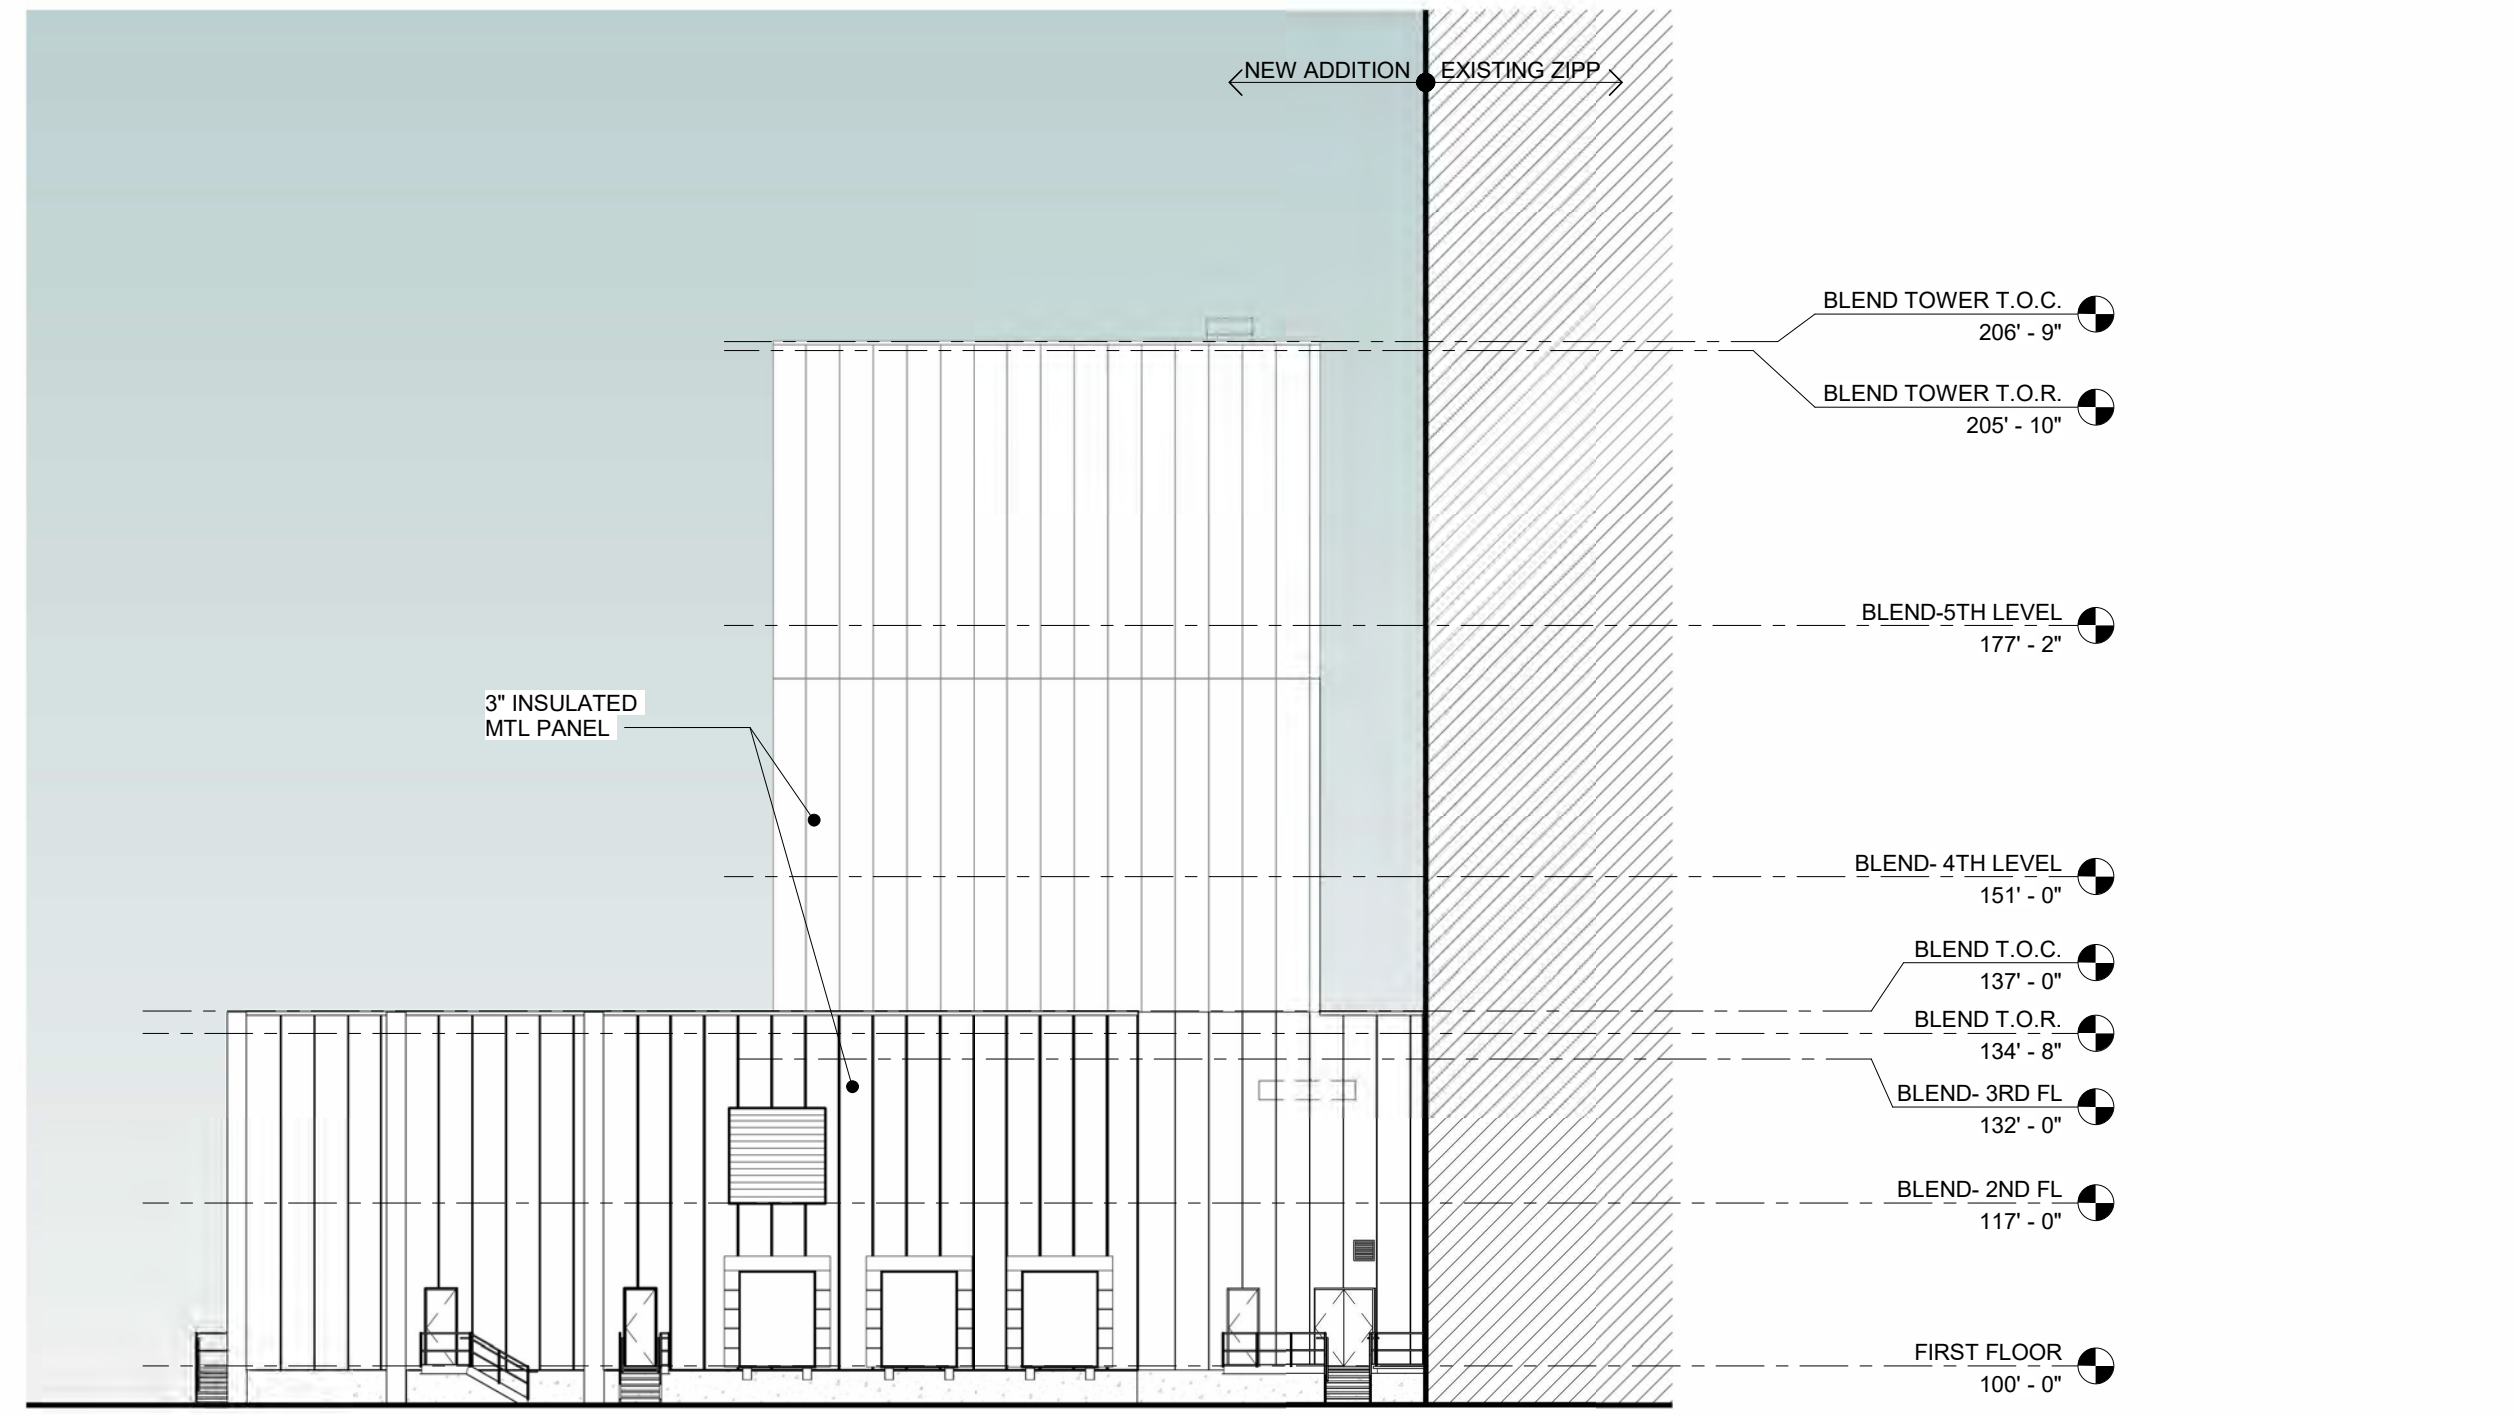 NEW ADDITION
EXISTING ZIPP
BLEND TOWER T.O.C.
206' - 9"
BLEND TOWER T.O.R.
205' - 10"
BLEND-5TH LEVEL
177' - 2"
3" INSULATED
MTL PANEL
BLEND- 4TH LEVEL
151' - 0"
BLEND T.O.C.
137' - 0"
BLEND T.O.R.
134' - 8"
BLEND- 3RD FL
132' - 0"
BLEND- 2ND FL
117' - 0"
FIRST FLOOR
100' - 0"